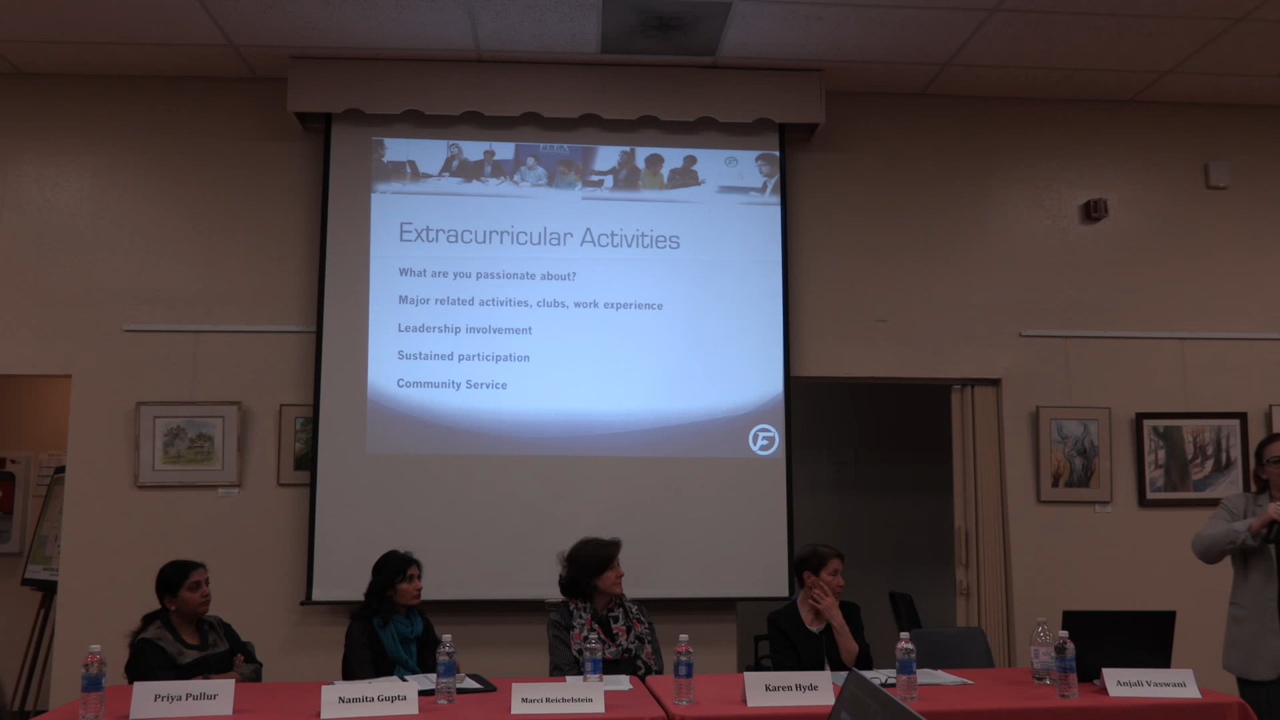 Extracurricular Activities
What are you passionate about?
Major related activities, clubs, work experience
Leadership involvement
Sustained participation
Community Service
F
Priya Pullur
Namita Gupta
Marci Reichelstein
Karen Hyde
Anjali Vaswani